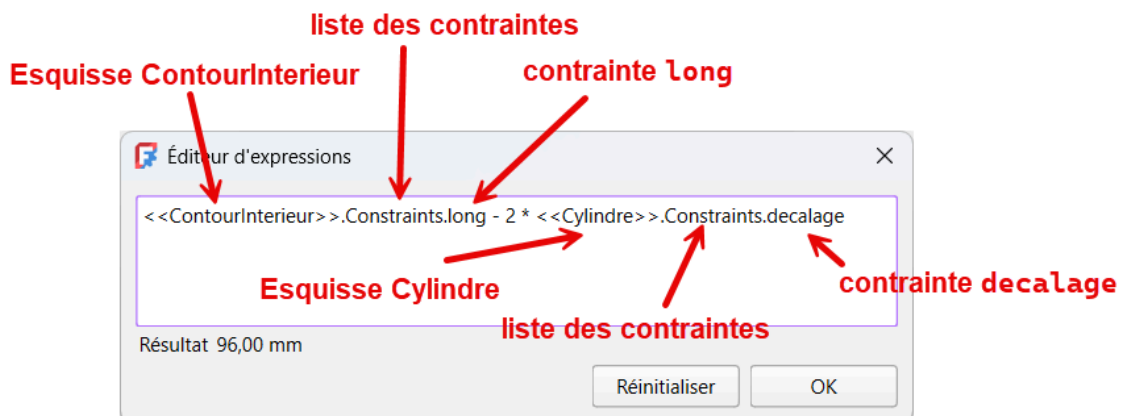 liste des contraintes
Esquisse ContourInterieur
contrainte long
Éditeur d'expressions
<<ContourInterieur>>.Constraints.long - 2 * <<Cylindre>>.Constraints.decalage
Esquisse Cylindre
contrainte decalage
liste des contraintes
Résultat 96,00 mm
Réinitialiser
OK